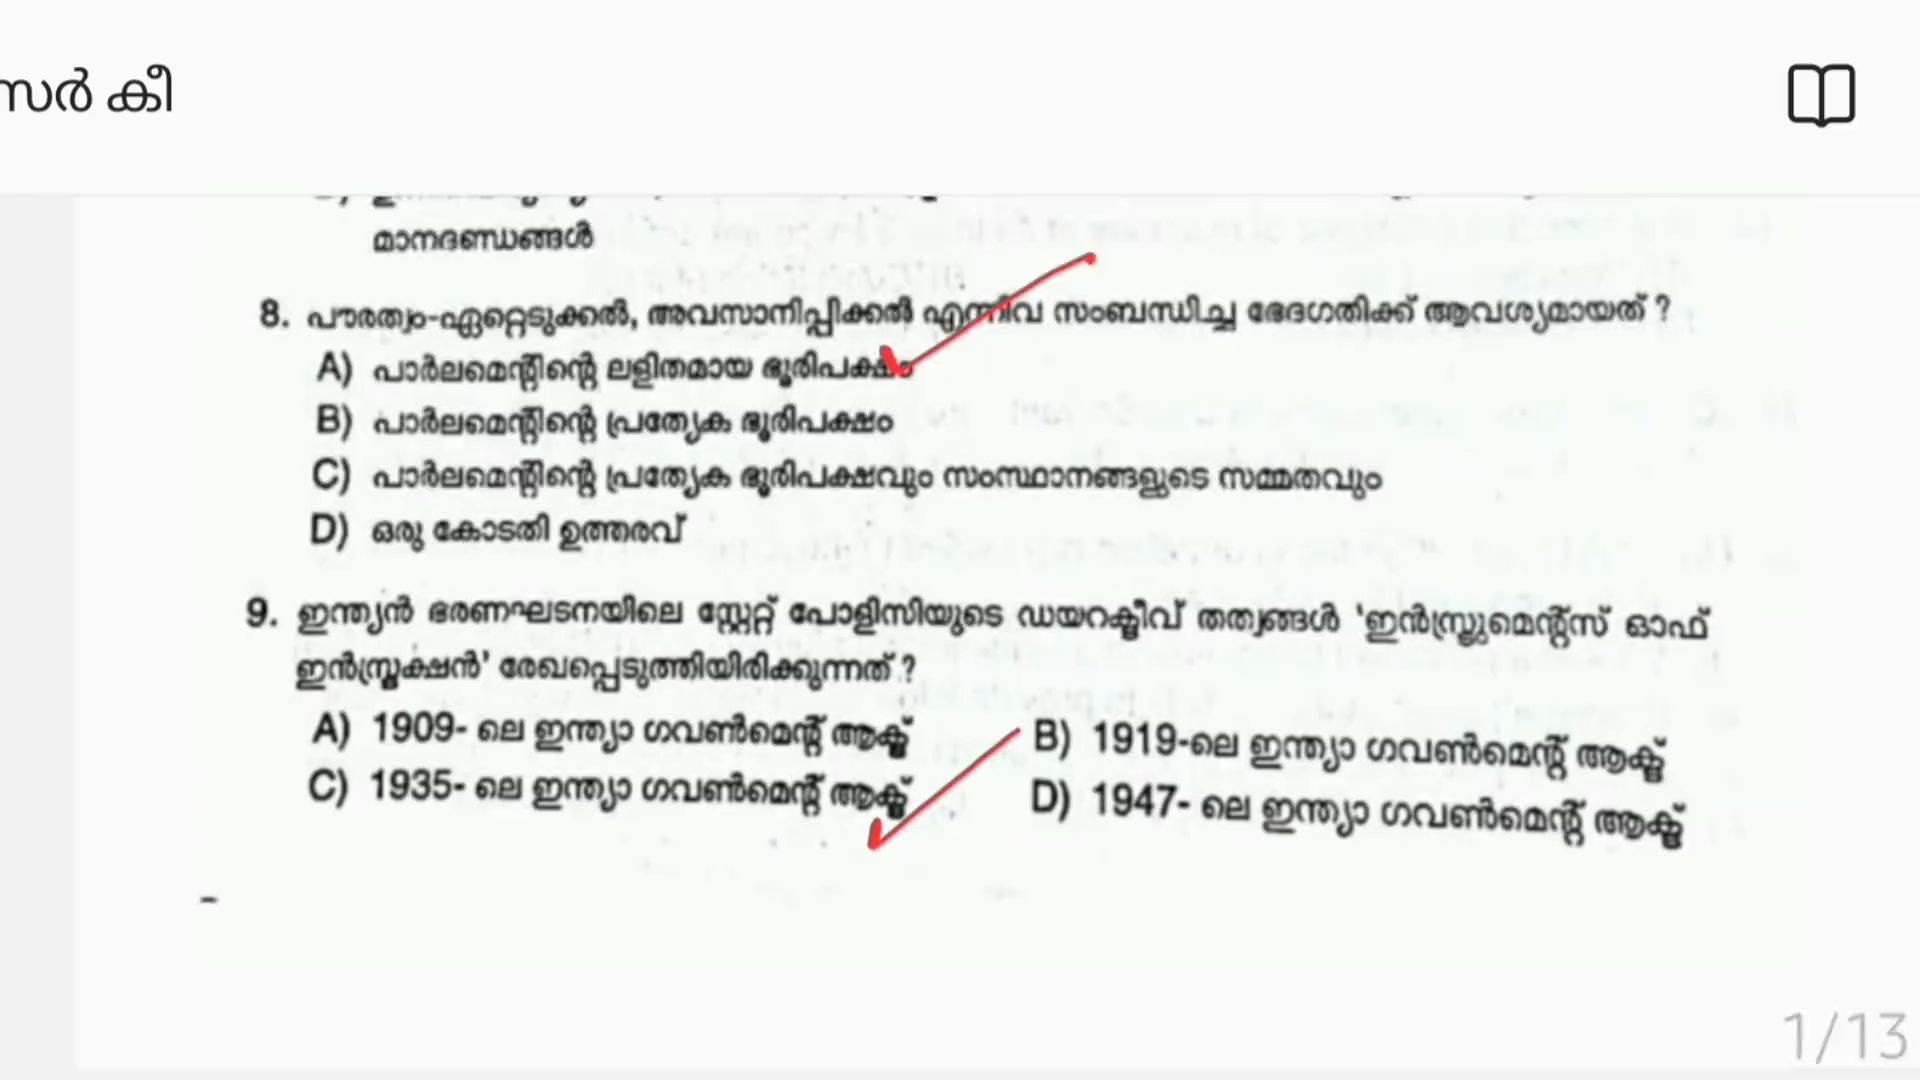 സർ കീ
മാനദണ്ഡങ്ങൾ
8. പൗരത്വം-ഏറ്റെടുക്കൽ, അവസാനിപ്പിക്കൽ എന്നിവ സംബന്ധിച്ച ഭേദഗതിക്ക് ആവശ്യമായത് ?
A) പാർലമെന്റിന്റെ ലളിതമായ ഭൂരിപക്ഷം
B) പാർലമെന്റിന്റെ പ്രത്യേക ഭൂരിപക്ഷം
C) പാർലമെന്റിന്റെ പ്രത്യേക ഭൂരിപക്ഷവും സംസ്ഥാനങ്ങളുടെ സമ്മതവും
D) ഒരു കോടതി ഉത്തരവ്
9. ഇന്ത്യൻ ഭരണഘടനയിലെ സ്റ്റേറ്റ് പോളിസിയുടെ ഡയറക്ടീവ് തത്വങ്ങൾ 'ഇൻസ്ട്രുമെന്റ്സ് ഓഫ്
ഇൻസ്ട്രക്ഷൻ' രേഖപ്പെടുത്തിയിരിക്കുന്നത് ?
A) 1909- ലെ ഇന്ത്യാ ഗവൺമെന്റ് ആക്ട് B) 1919-ലെ ഇന്ത്യാ ഗവൺമെന്റ് ആക്ട്
C) 1935- ലെ ഇന്ത്യാ ഗവൺമെന്റ് ആക്ട് D) 1947- ലെ ഇന്ത്യാ ഗവൺമെന്റ് ആക്ട്
1/13